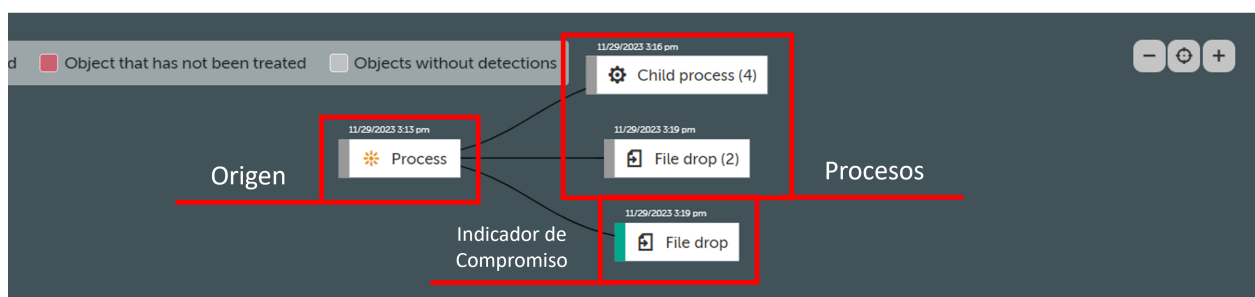 d
Object that has not been treated
Objects without detections
11/29/2023 3:16 pm
Child process (4)
11/29/2023 3:13 pm
Process
11/29/2023 3:19 pm
File drop (2)
Origen
Procesos
11/29/2023 3:19 pm
File drop
Indicador de
Compromiso